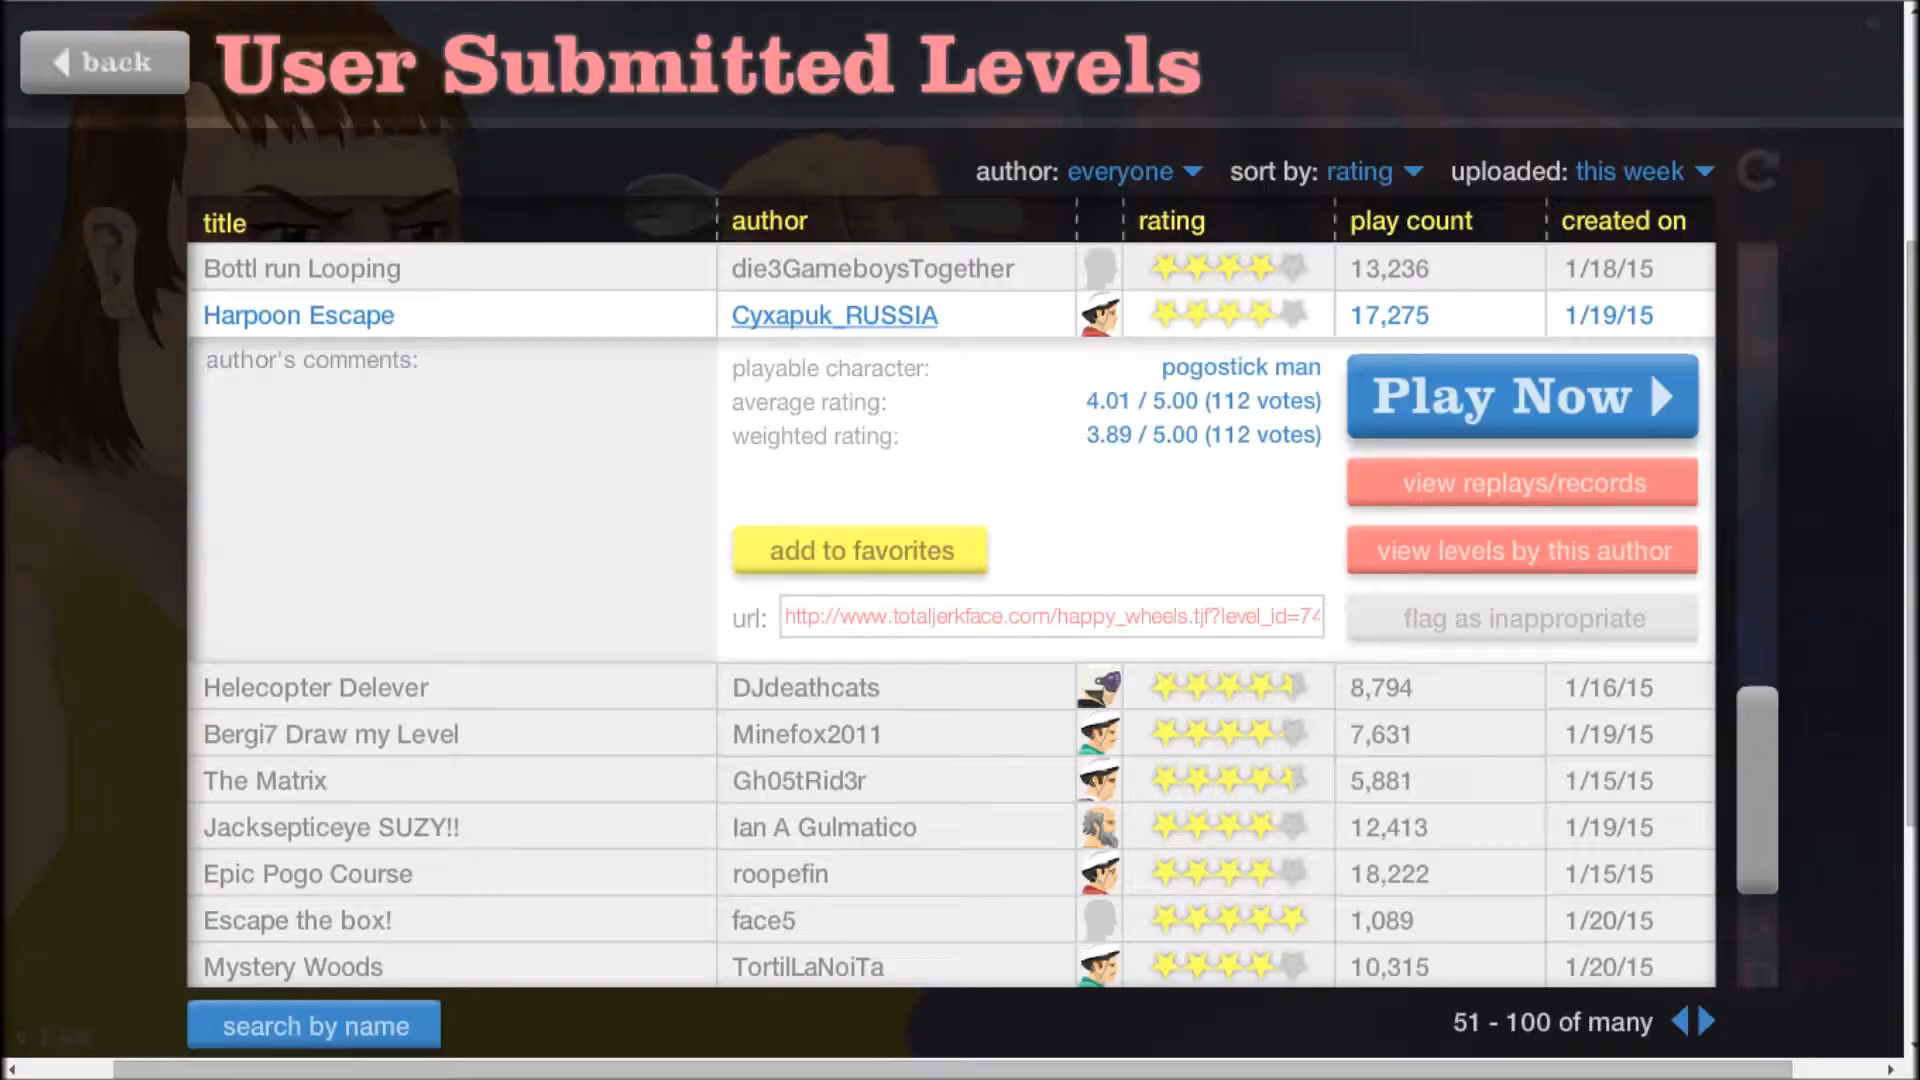 back
User Submitted Levels
author: everyone sort by: rating uploaded: this week
title author rating play count created on
Bottl run Looping die3GameboysTogether 13,236 1/18/15
Harpoon Escape Cyxapuk_RUSSIA 17,275 1/19/15
author's comments:
playable character: pogostick man
average rating: 4.01 / 5.00 (112 votes)
weighted rating: 3.89 / 5.00 (112 votes)
Play Now
view replays/records
add to favorites
view levels by this author
url: http://www.totaljerkface.com/happy_wheels.tjf?level_id=74
flag as inappropriate
Helecopter Delever DJdeathcats 8,794 1/16/15
Bergi7 Draw my Level Minefox2011 7,631 1/19/15
The Matrix Gh05tRid3r 5,881 1/15/15
Jacksepticeye SUZY!! Ian A Gulmatico 12,413 1/19/15
Epic Pogo Course roopefin 18,222 1/15/15
Escape the box! face5 1,089 1/20/15
Mystery Woods TortilLaNoiTa 10,315 1/20/15
search by name
51 - 100 of many